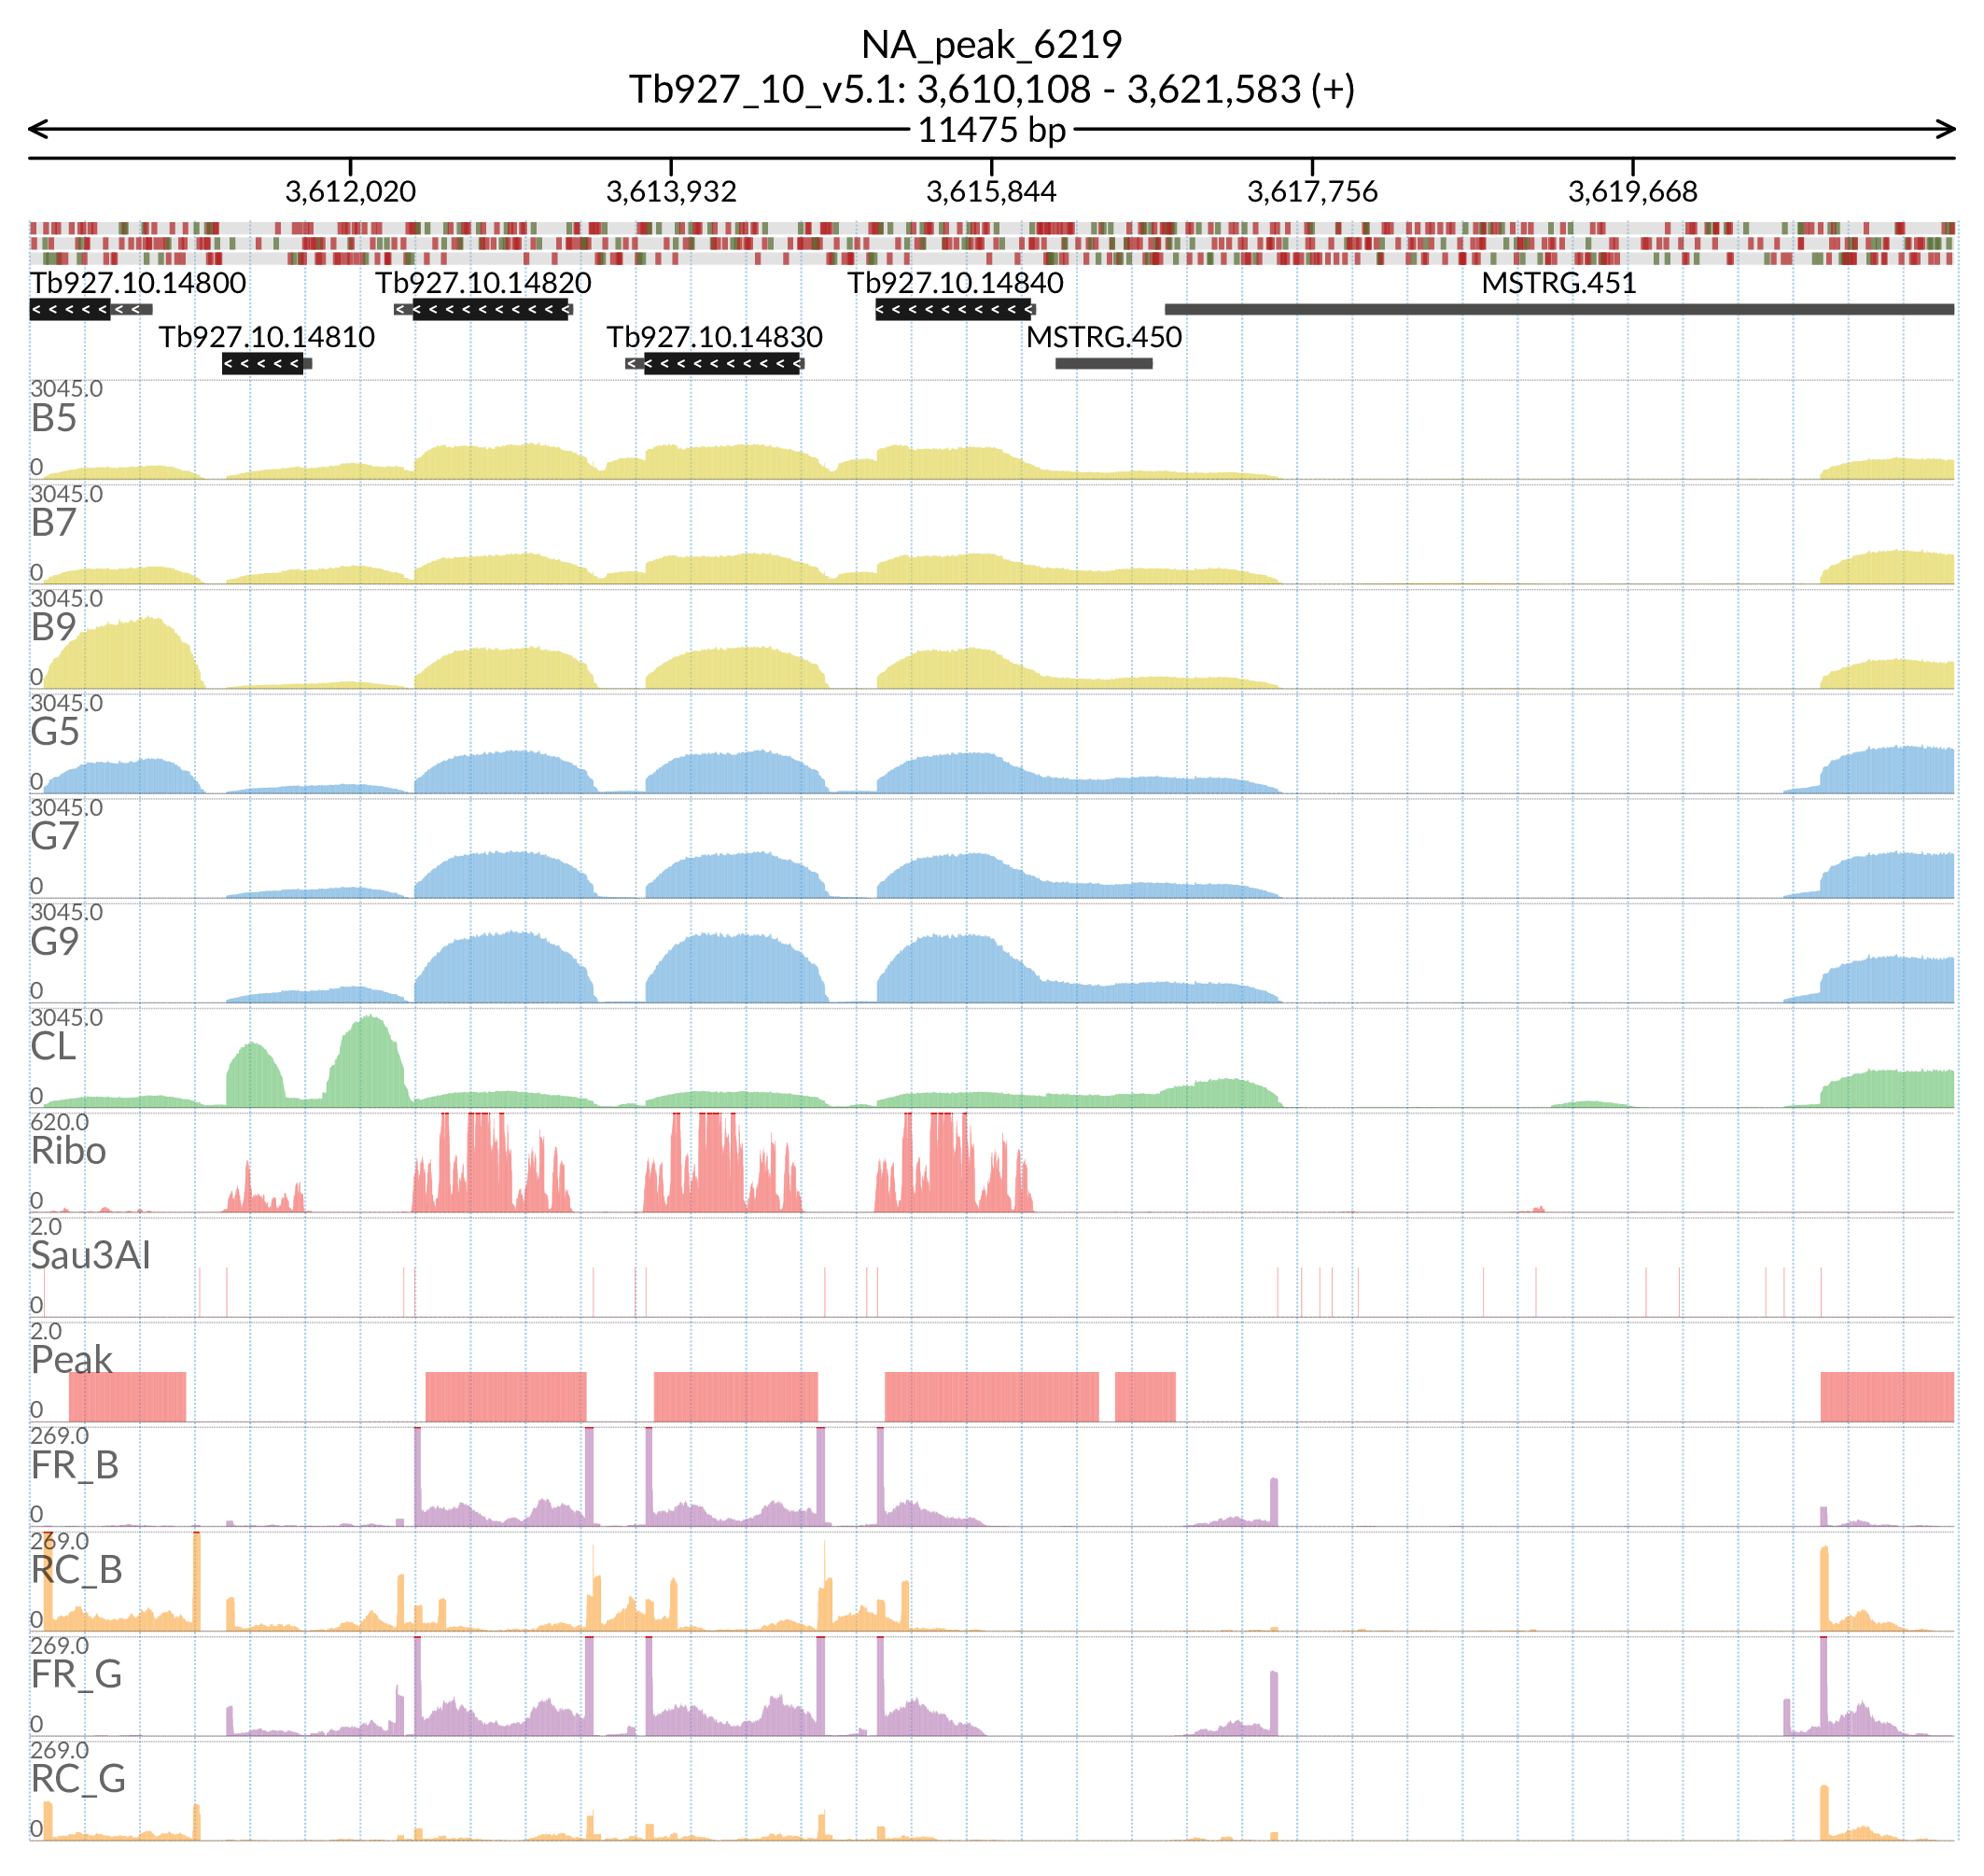 NA_peak_6219
Tb927_10_v5.1: 3,610,108 - 3,621,583 (+)
11475 bp
3,612,020 3,613,932 3,615,844 3,617,756 3,619,668
Tb927.10.14800 Tb927.10.14820 Tb927.10.14840 MSTRG.451
Tb927.10.14810 Tb927.10.14830 MSTRG.450
3045.0
B5
0
3045.0
B7
0
3045.0
B9
0
3045.0
G5
0
3045.0
G7
0
3045.0
G9
0
3045.0
CL
0
620.0
Ribo
0
2.0
Sau3AI
0
2.0
Peak
0
269.0
FR_B
0
269.0
RC_B
0
269.0
FR_G
0
269.0
RC_G
0